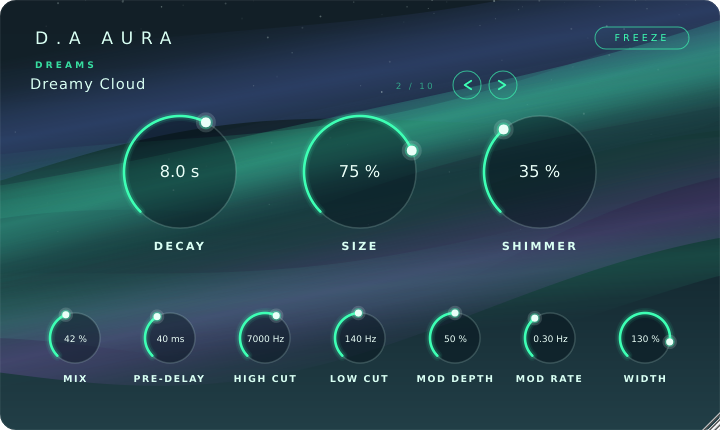 D.A AURA
FREEZE
DREAMS
Dreamy Cloud
2 / 10
< >
8.0 s
75 %
35 %
DECAY
SIZE
SHIMMER
42 %
40 ms
7000 Hz
140 Hz
50 %
0.30 Hz
130 %
MIX
PRE-DELAY
HIGH CUT
LOW CUT
MOD DEPTH
MOD RATE
WIDTH